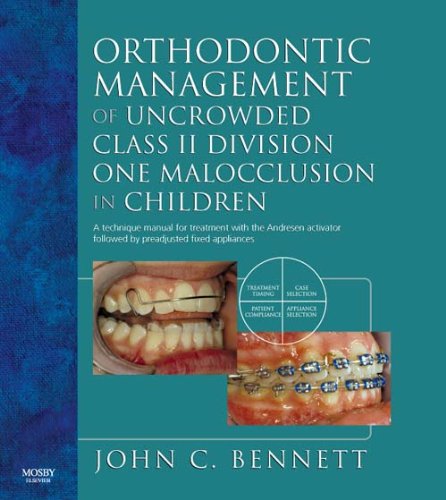 ORTHODONTIC
MANAGEMENT
OF UNCROWDED
CLASS II DIVISION
ONE MALOCCLUSION
IN CHILDREN
A technique manual for treatment with the Andresen activator
followed by preadjusted fixed appliances
TREATMENT
TIMING
CASE
SELECTION
PATIENT
COMPLIANCE
APPLIANCE
SELECTION
JOHN C. BENNETT
MOSBY
ELSEVIER